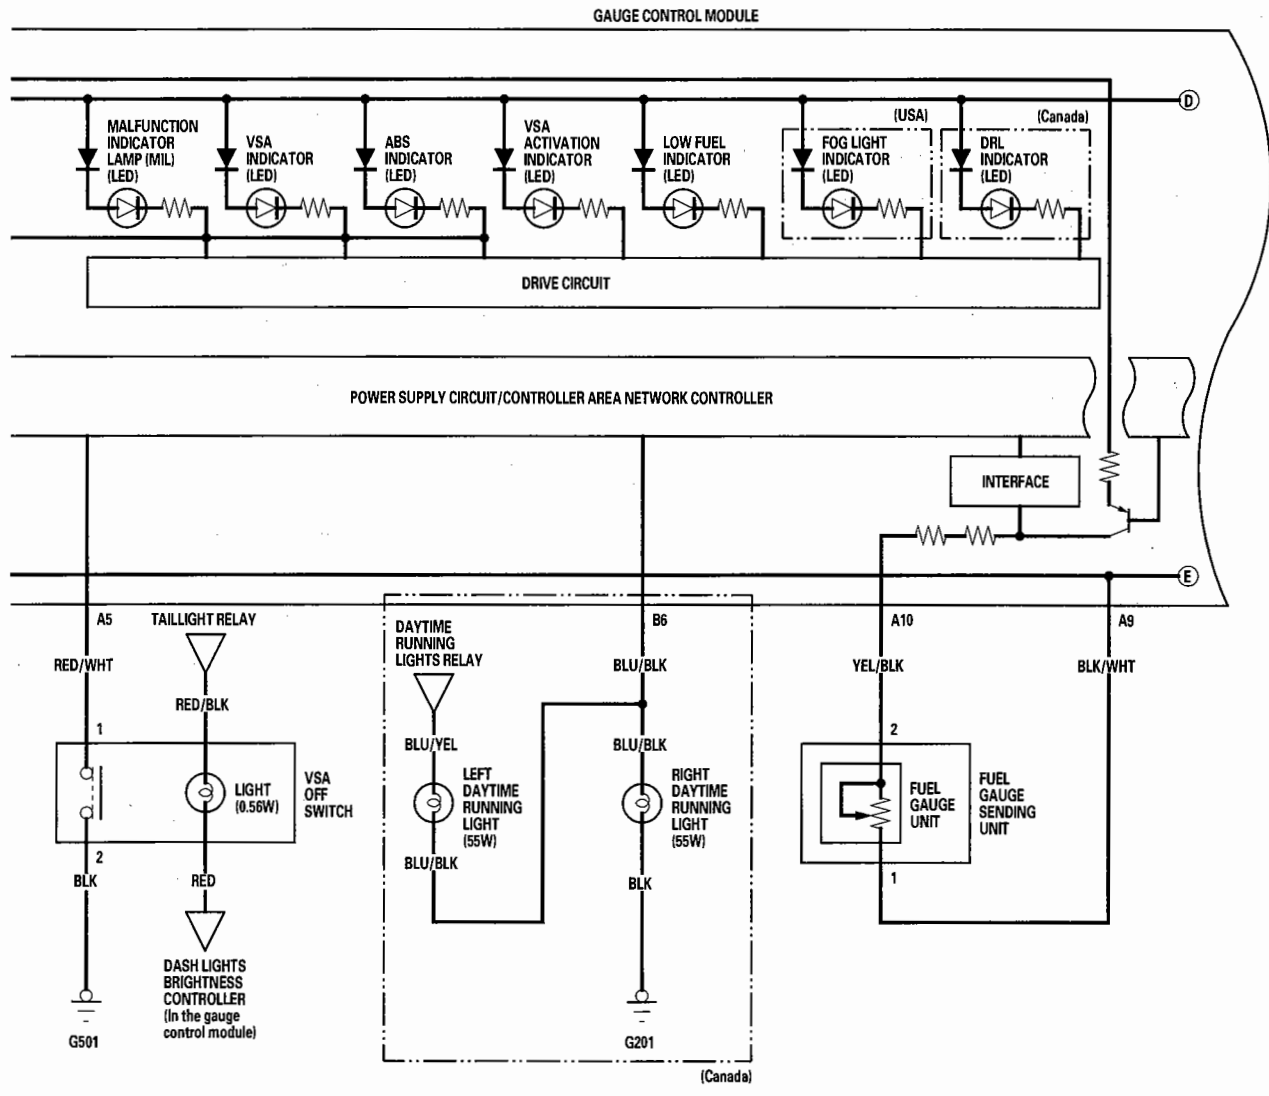 GAUGE CONTROL MODULE
D
(USA)
(Canada)
MALFUNCTION
INDICATOR
LAMP (MIL)
(LED)
VSA
INDICATOR
(LED)
ABS
INDICATOR
(LED)
VSA
ACTIVATION
INDICATOR
(LED)
LOW FUEL
INDICATOR
(LED)
FOG LIGHT
INDICATOR
(LED)
DRL
INDICATOR
(LED)
DRIVE CIRCUIT
POWER SUPPLY CIRCUIT/CONTROLLER AREA NETWORK CONTROLLER
INTERFACE
E
A5
B6
A10
A9
TAILLIGHT RELAY
DAYTIME
RUNNING
LIGHTS RELAY
RED/WHT
BLU/BLK
YEL/BLK
BLK/WHT
RED/BLK
1
BLU/YEL
BLU/BLK
2
LIGHT
(0.56W)
VSA
OFF
SWITCH
LEFT
DAYTIME
RUNNING
LIGHT
(55W)
RIGHT
DAYTIME
RUNNING
LIGHT
(55W)
FUEL
GAUGE
UNIT
FUEL
GAUGE
SENDING
UNIT
2
BLU/BLK
1
BLK
RED
BLK
DASH LIGHTS
BRIGHTNESS
CONTROLLER
(In the gauge
control module)
G501
G201
(Canada)